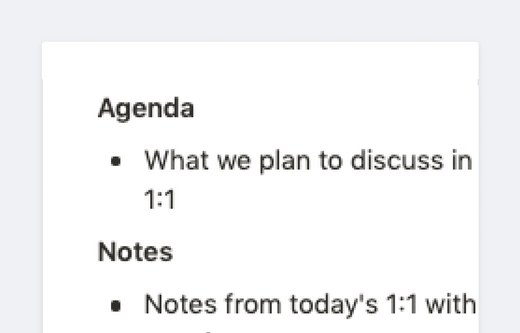 Agenda
• What we plan to discuss in
1:1
Notes
• Notes from today's 1:1 with